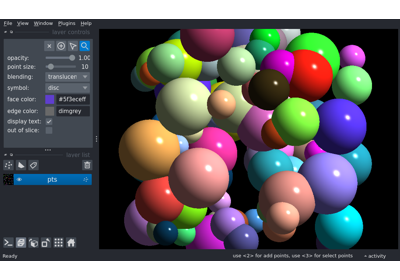 File View Window Plugins Help
layer controls
opacity: 1.00
point size: 10
blending: translucen
symbol: disc
face color: #5f3eceff
edge color: dimgrey
display text:
out of slice:
layer list
pts
Ready
use <2> for add points, use <3> for select points
activity